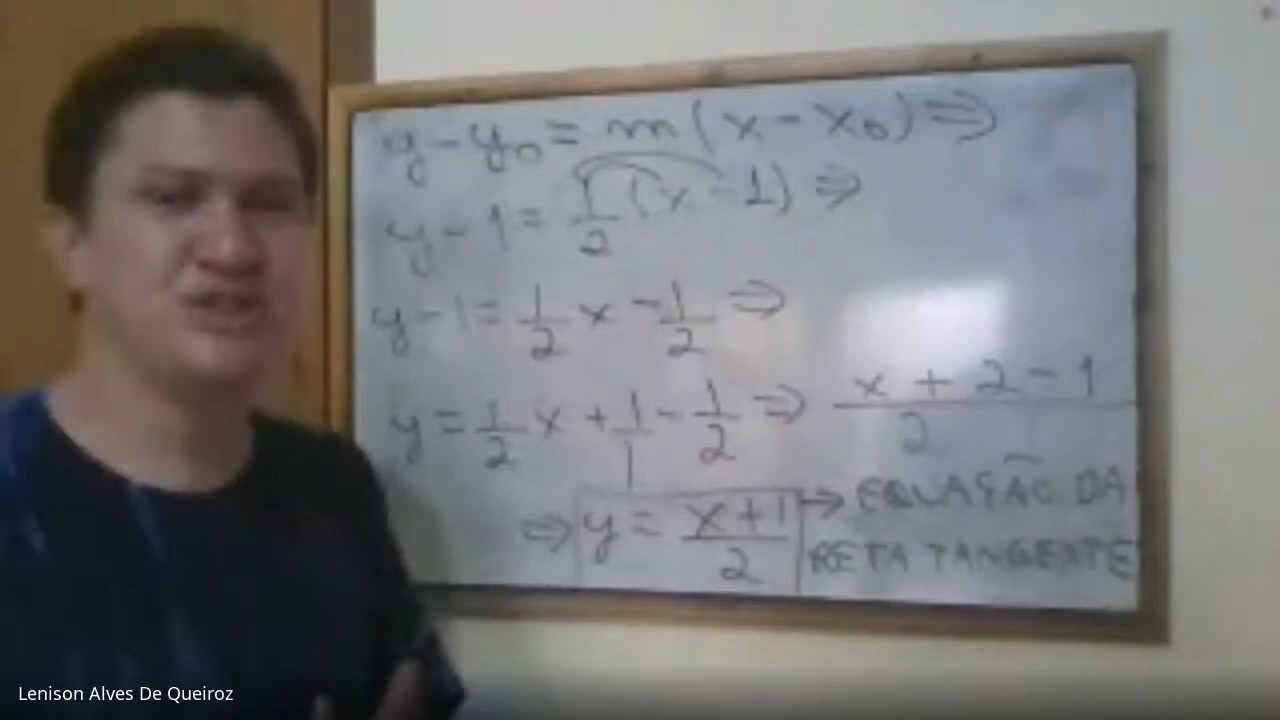 y - y₀ = m(x - x₀) ⇒
y - 1 = 1/2 (x - 1) ⇒
y - 1 = 1/2 x - 1/2 ⇒
y = 1/2 x + 1/1 - 1/2 ⇒ (x + 2 - 1)/2
⇒ y = (x+1)/2 → EQUAÇÃO DA
RETA TANGENTE
Lenison Alves De Queiroz